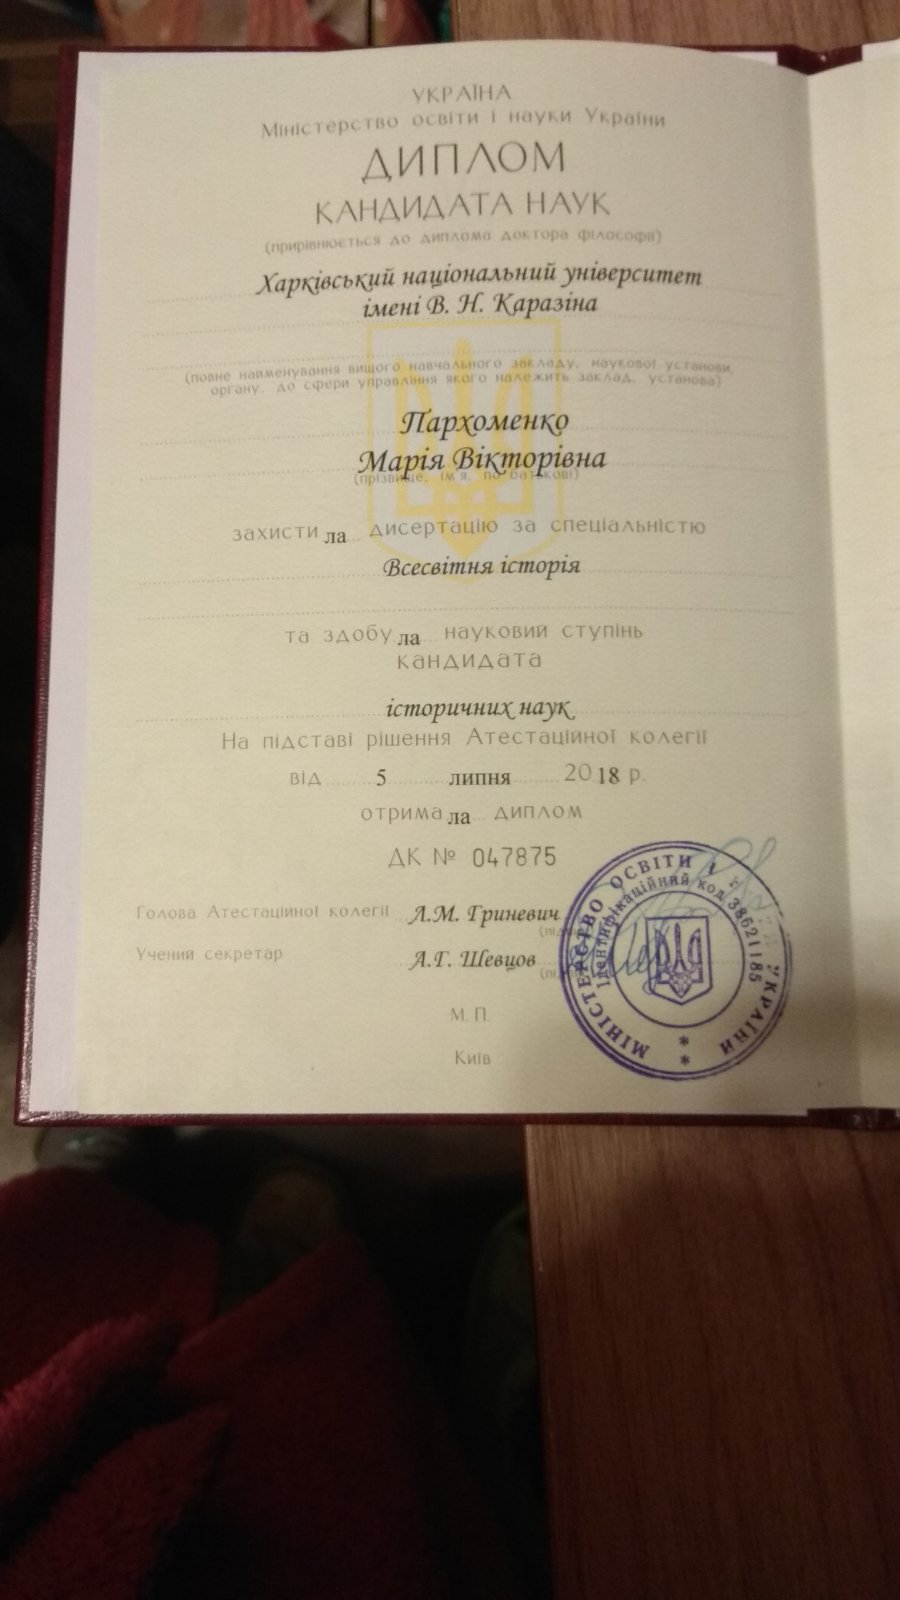 УКРАЇНА
Міністерство освіти і науки України
ДИПЛОМ
КАНДИДАТА НАУК
(прирівнюється до диплома доктора філософії)
Харківський національний університет
імені В. Н. Каразіна
(повне найменування вищого навчального закладу, наукової установи,
органу, до сфери управління якого належить заклад, установа)
Пархоменко
Марія Вікторівна
(прізвище, ім'я, по батькові)
захистила дисертацію за спеціальністю
Всесвітня історія
та здобула науковий ступінь
кандидата
історичних наук
На підставі рішення Атестаційної колегії
від 5 липня 2018 р.
отримала диплом
ДК № 047875
Голова Атестаційної колегії Л.М. Гриневич
Учений секретар А.Г. Шевцов
М. П.
Київ
МІНІСТЕРСТВО ОСВІТИ І УКРАЇНИ
Ідентифікаційний код 38621185